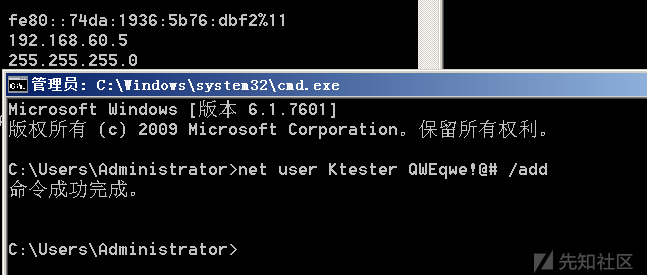 fe80::74da:1936:5b76:dbf2%11
192.168.60.5
255.255.255.0
管理员: C:\Windows\system32\cmd.exe
Microsoft Windows [版本 6.1.7601]
版权所有 (c) 2009 Microsoft Corporation。保留所有权利。
C:\Users\Administrator>net user Ktester QWEqwe!@# /add
命令成功完成。
C:\Users\Administrator>
先知社区